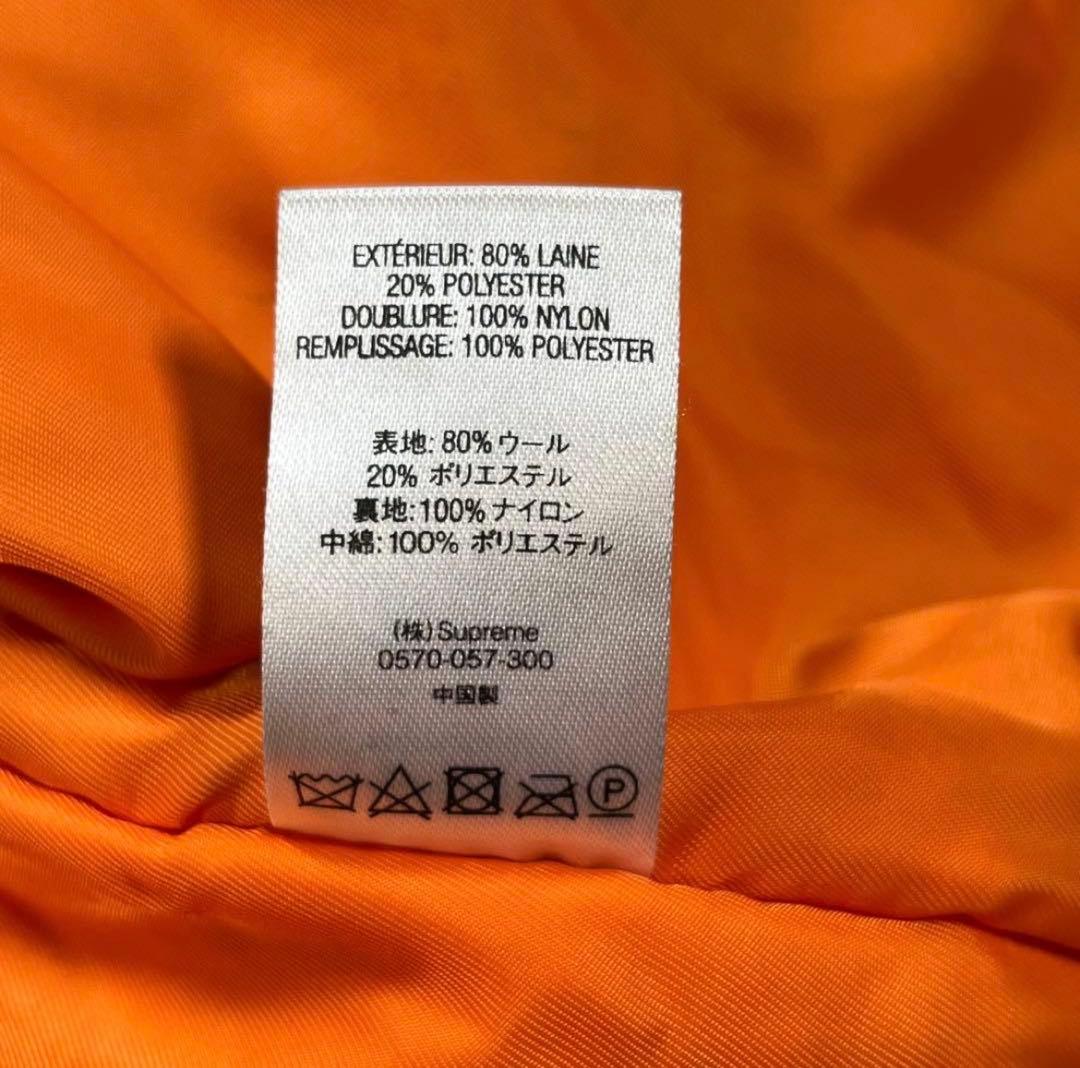 EXTÉRIEUR: 80% LAINE
20% POLYESTER
DOUBLURE: 100% NYLON
REMPLISSAGE: 100% POLYESTER
表地: 80%ウール
20% ポリエステル
裏地:100%ナイロン
中綿:100% ポリエステル
(株)Supreme
0570-057-300
中国製
P